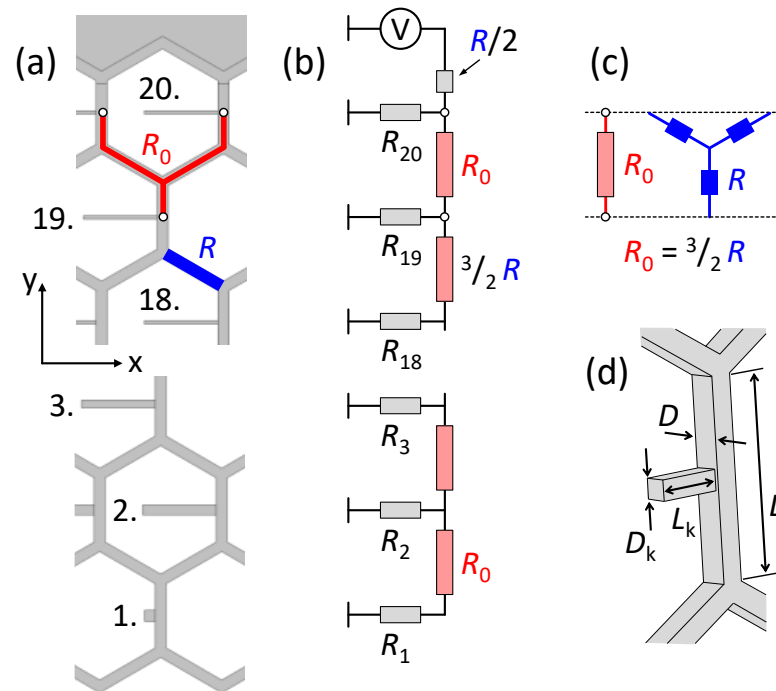 (a)
20.
R0
19.
R
18.
y
x
3.
2.
1.
(b)
V
R/2
R20
R0
R19
3/2 R
R18
R3
R2
R0
R1
(c)
R0
R
R0 = 3/2 R
(d)
D
L
Lk
Dk